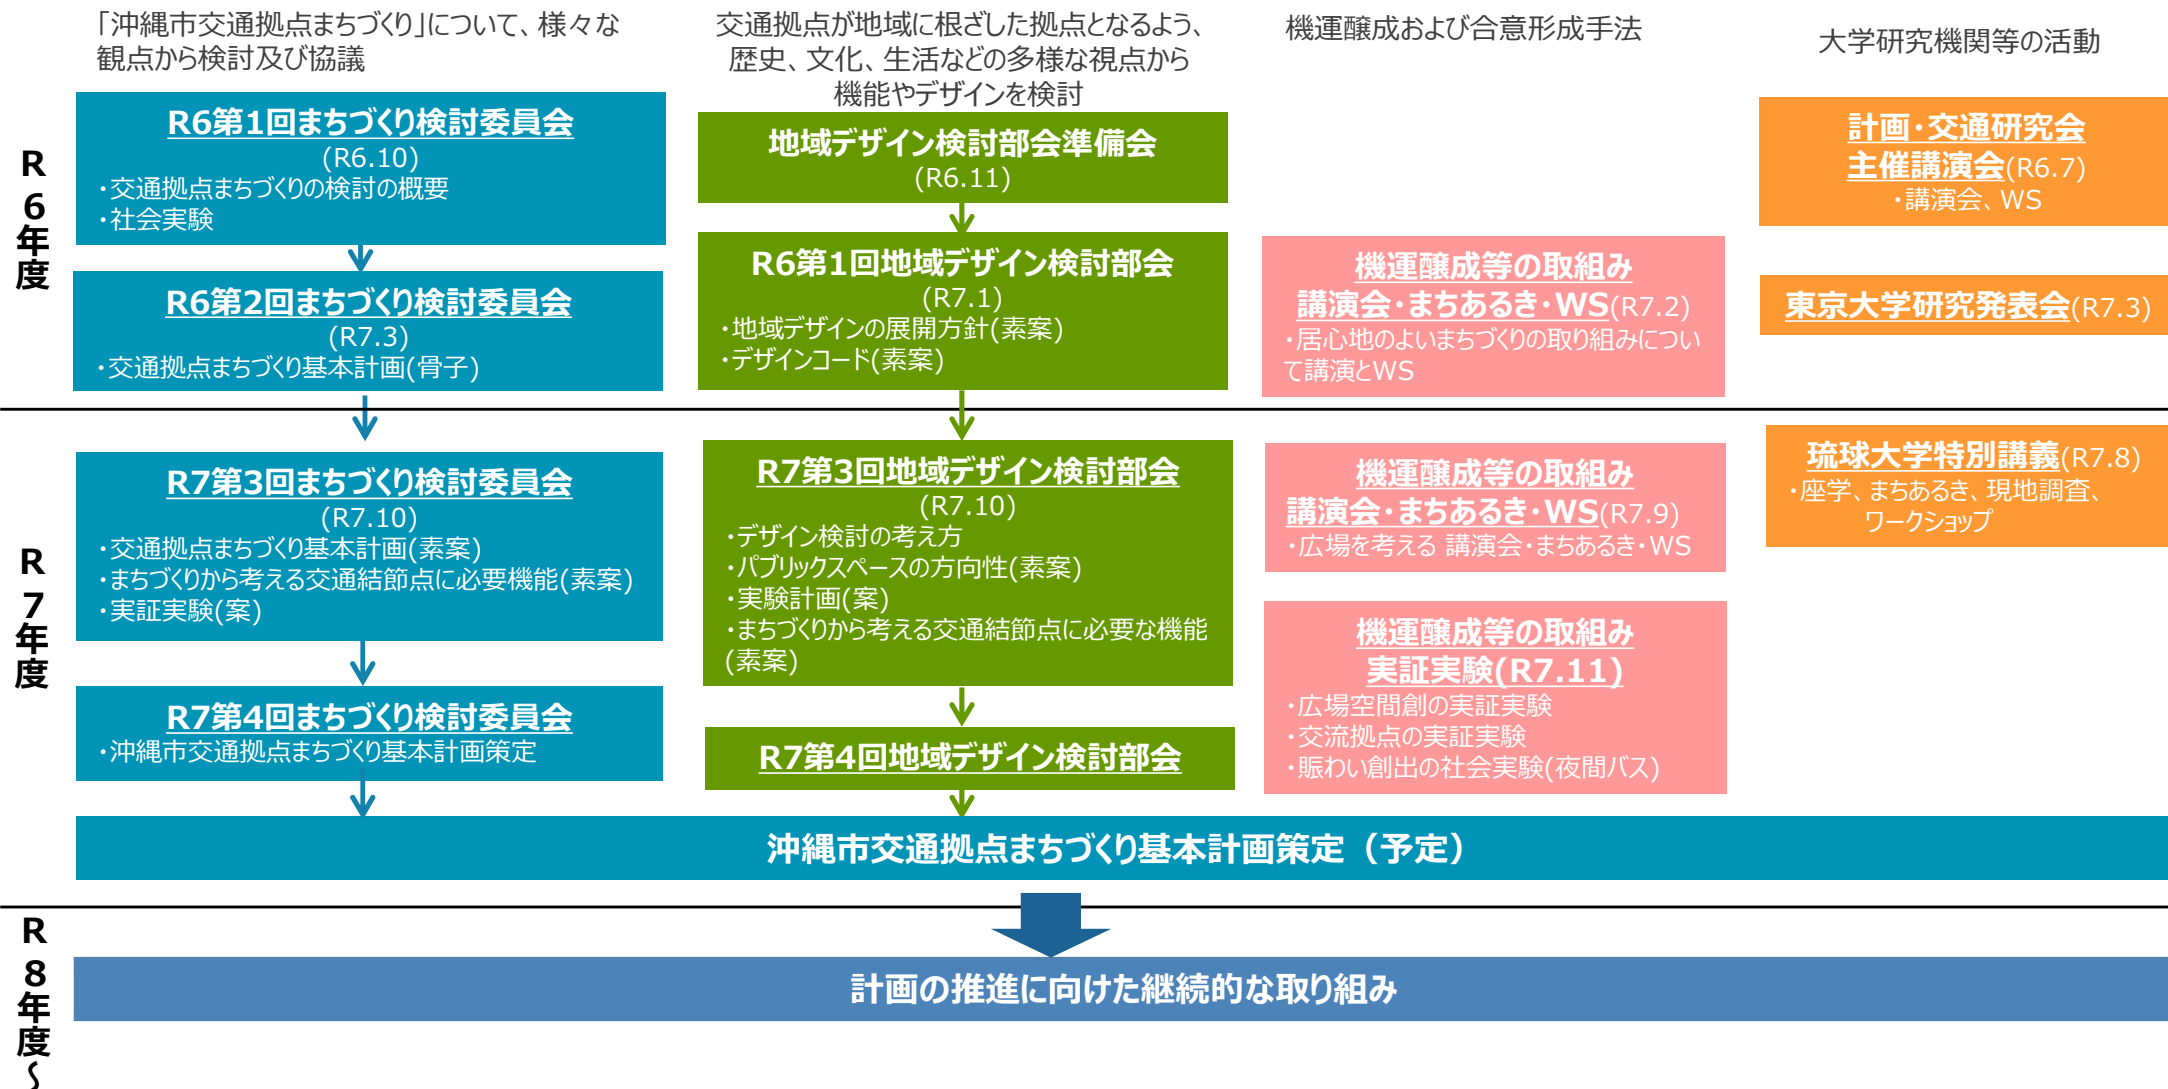 「沖縄市交通拠点まちづくり」について、様々な
観点から検討及び協議
交通拠点が地域に根ざした拠点となるよう、
歴史、文化、生活などの多様な視点から
機能やデザインを検討
機運醸成および合意形成手法
大学研究機関等の活動
R6年度
R6第1回まちづくり検討委員会
(R6.10)
・交通拠点まちづくりの検討の概要
・社会実験
R6第2回まちづくり検討委員会
(R7.3)
・交通拠点まちづくり基本計画(骨子)
地域デザイン検討部会準備会
(R6.11)
R6第1回地域デザイン検討部会
(R7.1)
・地域デザインの展開方針(素案)
・デザインコード(素案)
機運醸成等の取組み
講演会・まちあるき・WS(R7.2)
・居心地のよいまちづくりの取り組みについ
て講演とWS
計画・交通研究会
主催講演会(R6.7)
・講演会、WS
東京大学研究発表会(R7.3)
R7年度
R7第3回まちづくり検討委員会
(R7.10)
・交通拠点まちづくり基本計画(素案)
・まちづくりから考える交通結節点に必要機能(素案)
・実証実験(案)
R7第4回まちづくり検討委員会
・沖縄市交通拠点まちづくり基本計画策定
R7第3回地域デザイン検討部会
(R7.10)
・デザイン検討の考え方
・パブリックスペースの方向性(素案)
・実験計画(案)
・まちづくりから考える交通結節点に必要な機能
(素案)
R7第4回地域デザイン検討部会
機運醸成等の取組み
講演会・まちあるき・WS(R7.9)
・広場を考える 講演会・まちあるき・WS
機運醸成等の取組み
実証実験(R7.11)
・広場空間創の実証実験
・交流拠点の実証実験
・賑わい創出の社会実験(夜間バス)
琉球大学特別講義(R7.8)
・座学、まちあるき、現地調査、
ワークショップ
沖縄市交通拠点まちづくり基本計画策定（予定）
R8年度～
計画の推進に向けた継続的な取り組み